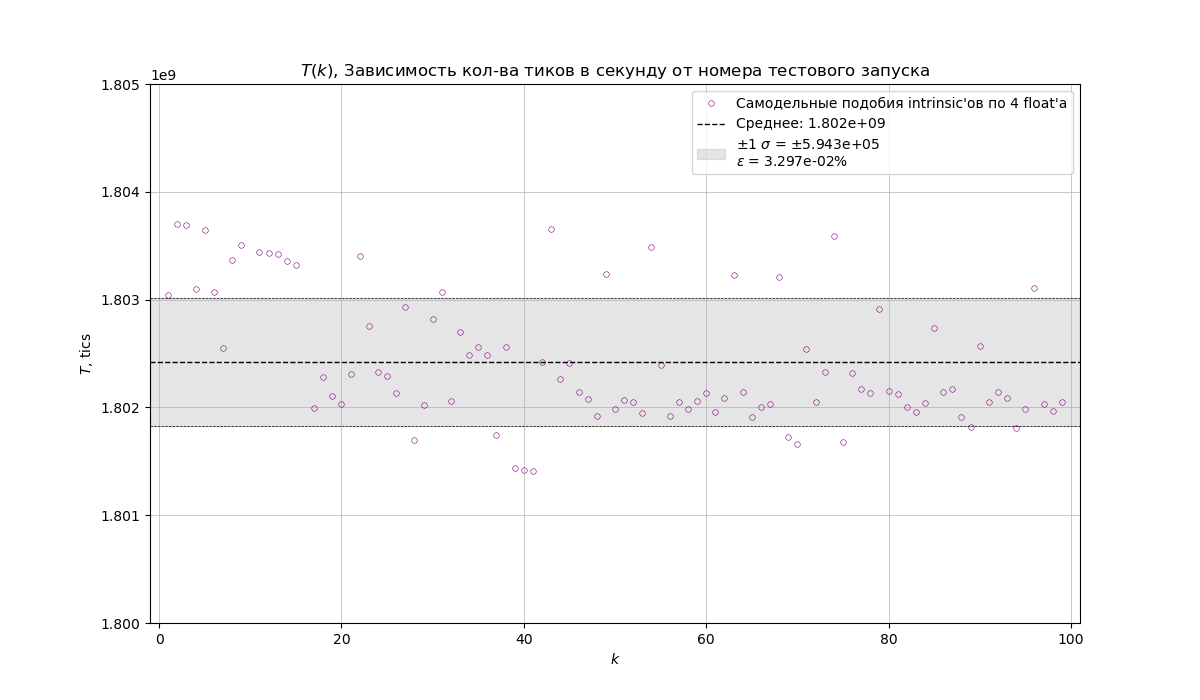 T(k), Зависимость кол-ва тиков в секунду от номера тестового запуска
1e9
1.805
1.804
1.803
1.802
1.801
1.800
T, tics
Самодельные подобия intrinsic'ов по 4 float'а
Среднее: 1.802e+09
±1 σ = ±5.943e+05
ε = 3.297e-02%
0 20 40 60 80 100
k